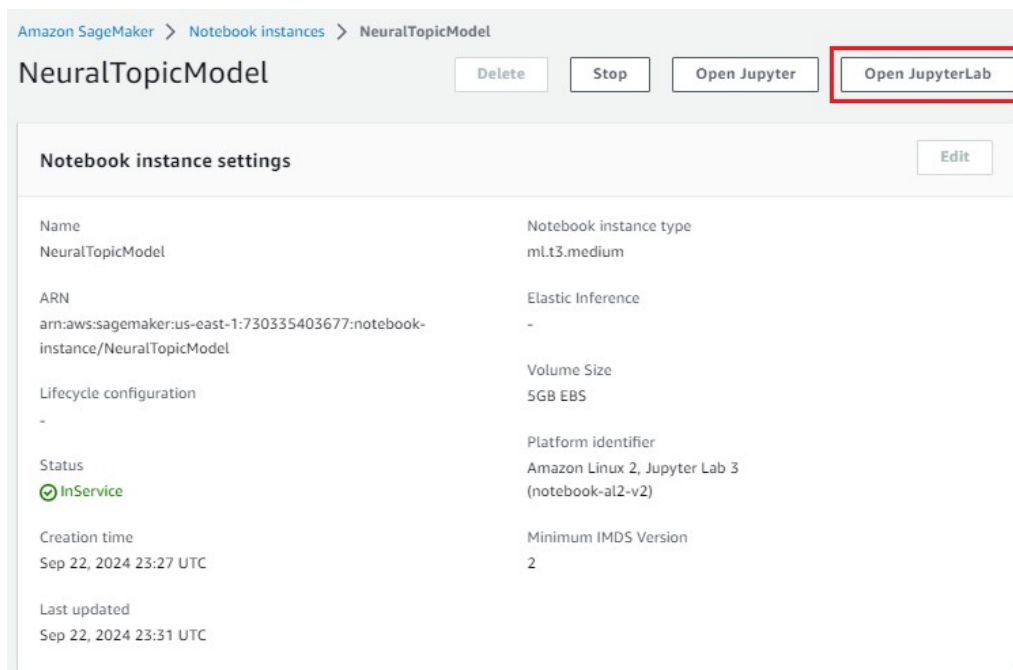 Amazon SageMaker > Notebook instances > NeuralTopicModel
NeuralTopicModel
Delete
Stop
Open Jupyter
Open JupyterLab
Notebook instance settings
Edit
Name
NeuralTopicModel
ARN
arn:aws:sagemaker:us-east-1:730335403677:notebook-
instance/NeuralTopicModel
Lifecycle configuration
-
Status
InService
Creation time
Sep 22, 2024 23:27 UTC
Last updated
Sep 22, 2024 23:31 UTC
Notebook instance type
ml.t3.medium
Elastic Inference
-
Volume Size
5GB EBS
Platform identifier
Amazon Linux 2, Jupyter Lab 3
(notebook-al2-v2)
Minimum IMDS Version
2